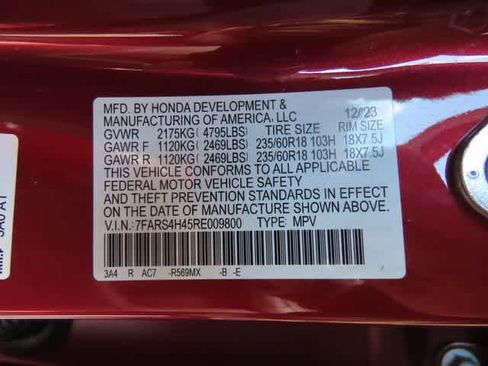 MFD. BY HONDA DEVELOPMENT &
MANUFACTURING OF AMERICA, LLC 12/23
GVWR 2175KG ( 4795LBS) TIRE SIZE RIM SIZE
GAWR F 1120KG ( 2469LBS) 235/60R18 103H 18X7.5J
GAWR R 1120KG ( 2469LBS) 235/60R18 103H 18X7.5J
THIS VEHICLE CONFORMS TO ALL APPLICABLE
FEDERAL MOTOR VEHICLE SAFETY
AND THEFT PREVENTION STANDARDS IN EFFECT
ON THE DATE OF MANUFACTURE SHOWN ABOVE.
V.I.N. 7FARS4H45RE009800 TYPE: MPV
3A4 R AC7 -R569MX -B -E
3A0 A1